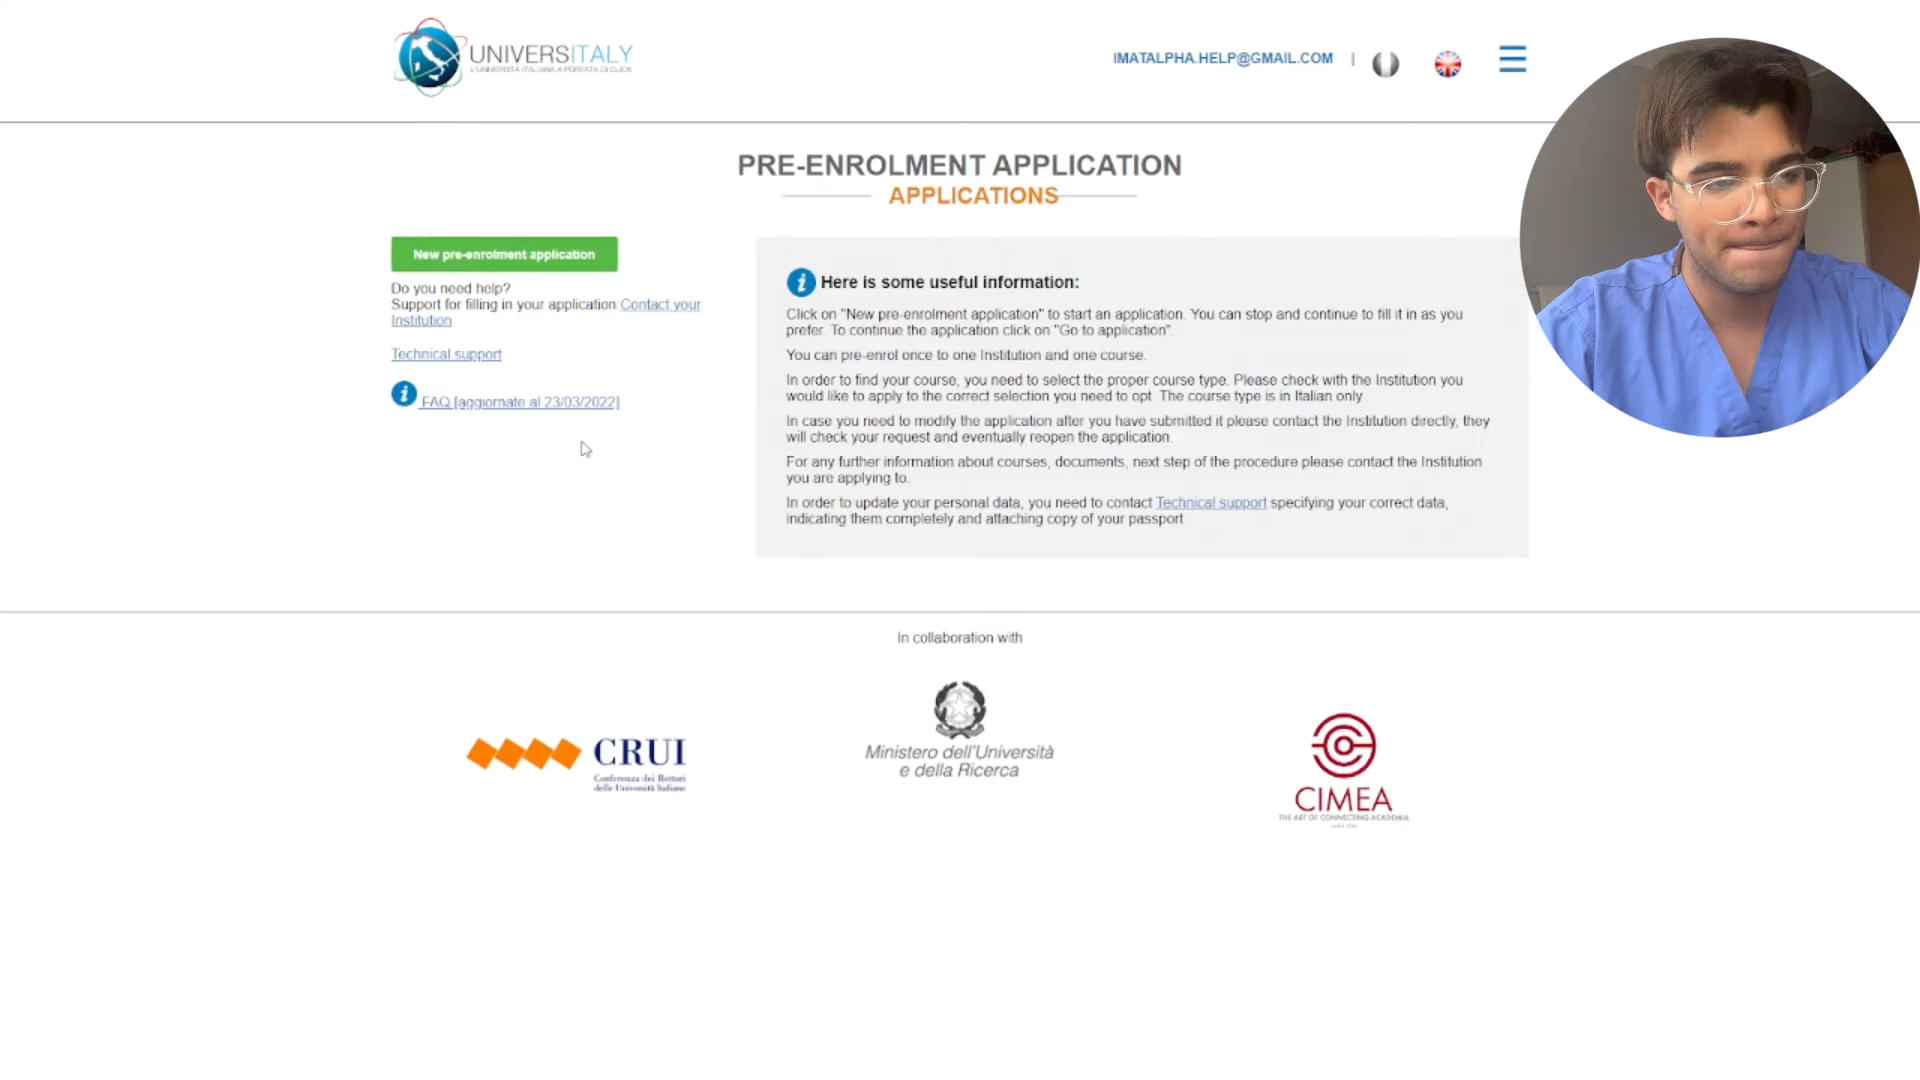 UNIVERSITALY
L'UNIVERSITÀ ITALIANA A PORTATA DI CLICK
IMATALPHA.HELP@GMAIL.COM |
PRE-ENROLMENT APPLICATION
APPLICATIONS
New pre-enrolment application
Do you need help?
Support for filling in your application Contact your
Institution
Technical support
FAQ [aggiornate al 23/03/2022]
Here is some useful information:
Click on "New pre-enrolment application" to start an application. You can stop and continue to fill it in as you
prefer. To continue the application click on "Go to application".
You can pre-enrol once to one Institution and one course.
In order to find your course, you need to select the proper course type. Please check with the Institution you
would like to apply to the correct selection you need to opt. The course type is in Italian only
In case you need to modify the application after you have submitted it please contact the Institution directly, they
will check your request and eventually reopen the application.
For any further information about courses, documents, next step of the procedure please contact the Institution
you are applying to.
In order to update your personal data, you need to contact Technical support specifying your correct data,
indicating them completely and attaching copy of your passport
In collaboration with
CRUI
Conferenza dei Rettori
delle Università Italiane
Ministero dell'Università
e della Ricerca
CIMEA
THE ART OF CONNECTING ACADEMIA